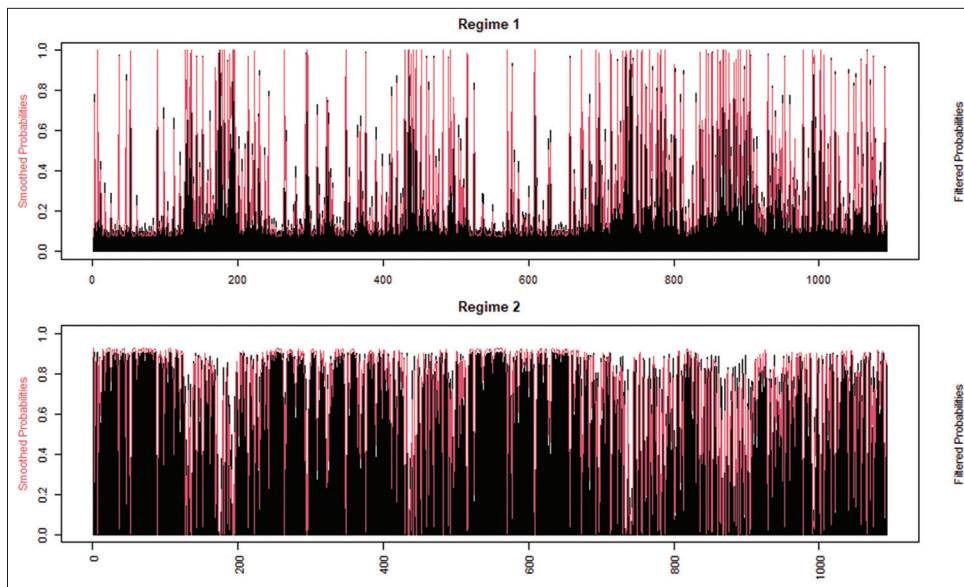 Regime 1
Smoothed Probabilities
0.0 0.2 0.4 0.6 0.8 1.0
Filtered Probabilities
0 200 400 600 800 1000
Regime 2
Smoothed Probabilities
0.0 0.2 0.4 0.6 0.8 1.0
Filtered Probabilities
0 200 400 600 800 1000